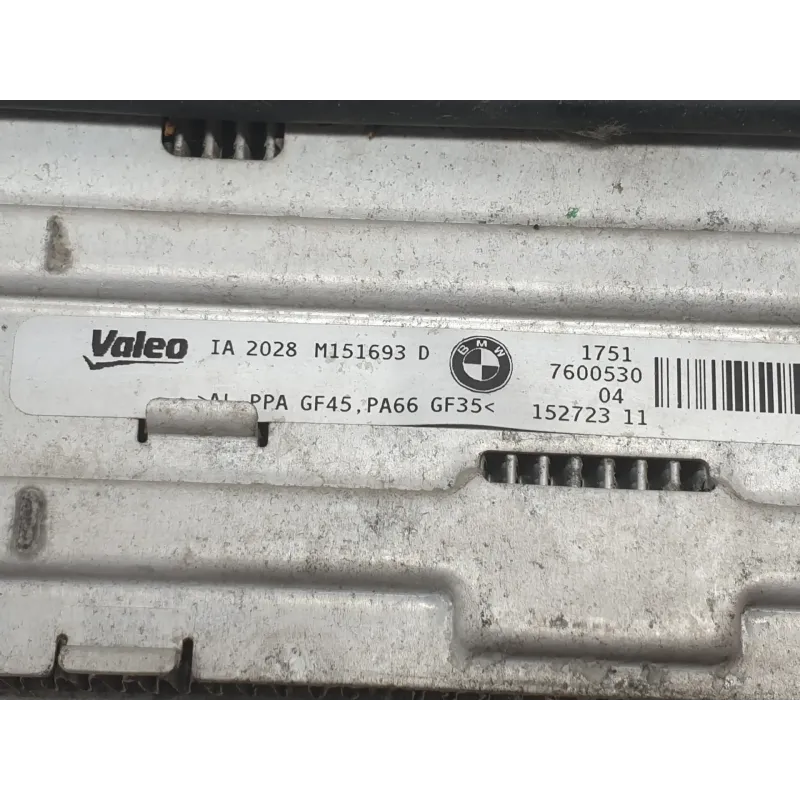 Valeo IA 2028 M151693 D BMW 1751
7600530
>AL, PPA GF45, PA66 GF35< 04
152723 11